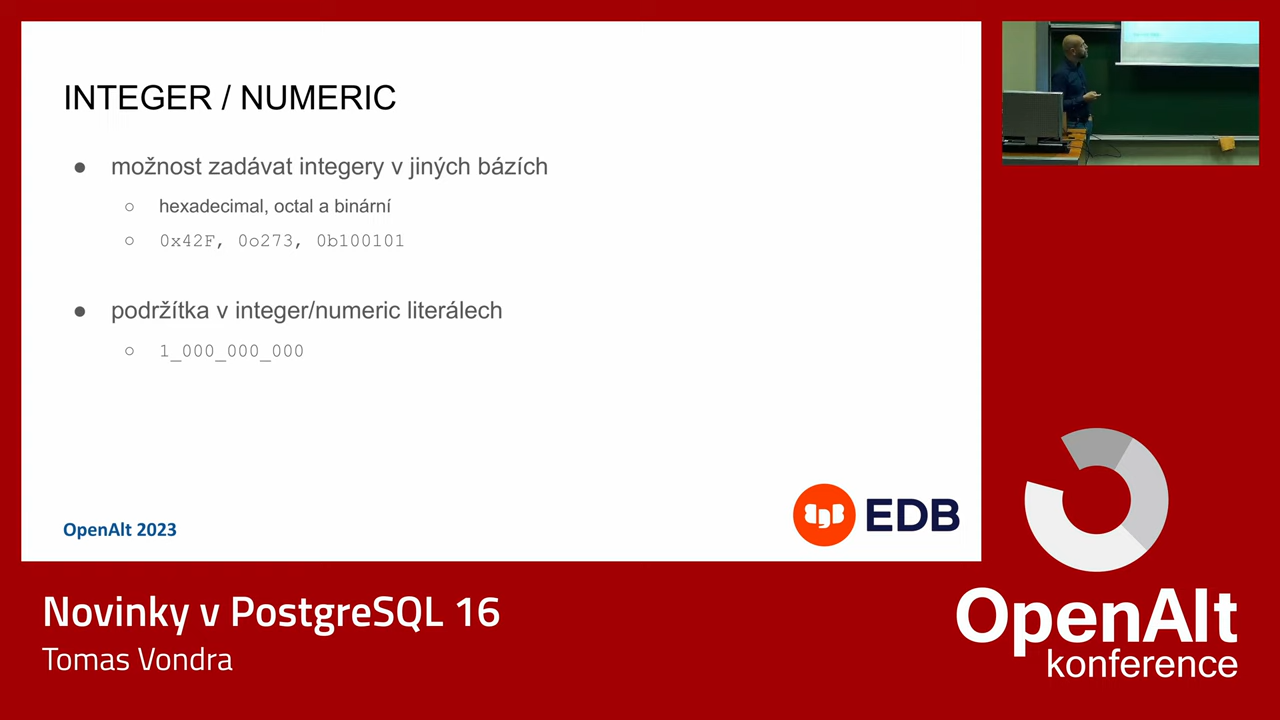 INTEGER / NUMERIC
● možnost zadávat integery v jiných bázích
○ hexadecimal, octal a binární
○ 0x42F, 0o273, 0b100101
● podržítka v integer/numeric literálech
○ 1_000_000_000
OpenAlt 2023
EDB
Novinky v PostgreSQL 16
Tomas Vondra
OpenAlt
konference